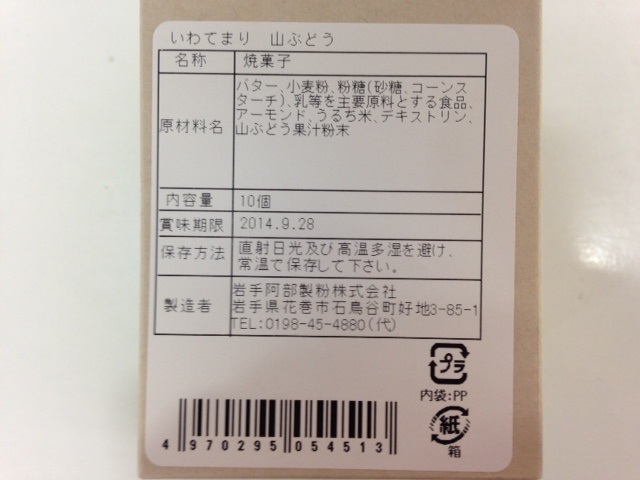 いわてまり 山ぶどう
名称 焼菓子
原材料名 バター、小麦粉、粉糖(砂糖、コーンス
ターチ)、乳等を主要原料とする食品、
アーモンド、うるち米、デキストリン、
山ぶどう果汁粉末
内容量 10個
賞味期限 2014.9.28
保存方法 直射日光及び高温多湿を避け、
常温で保存して下さい。
製造者 岩手阿部製粉株式会社
岩手県花巻市石鳥谷町好地3-85-1
TEL:0198-45-4880(代)
プラ
内袋:PP
紙
箱
4 970295 054513